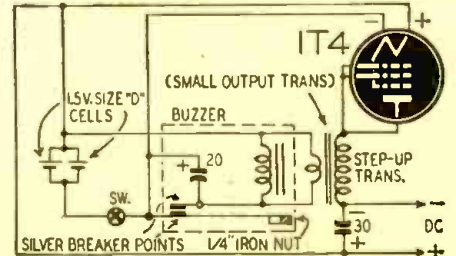 − +
1T4
(SMALL OUTPUT TRANS)
1.5V. SIZE "D"
CELLS
BUZZER
+ 20
STEP-UP
TRANS.
SW.
− −
30 DC
+ +
SILVER BREAKER POINTS 1/4" IRON NUT